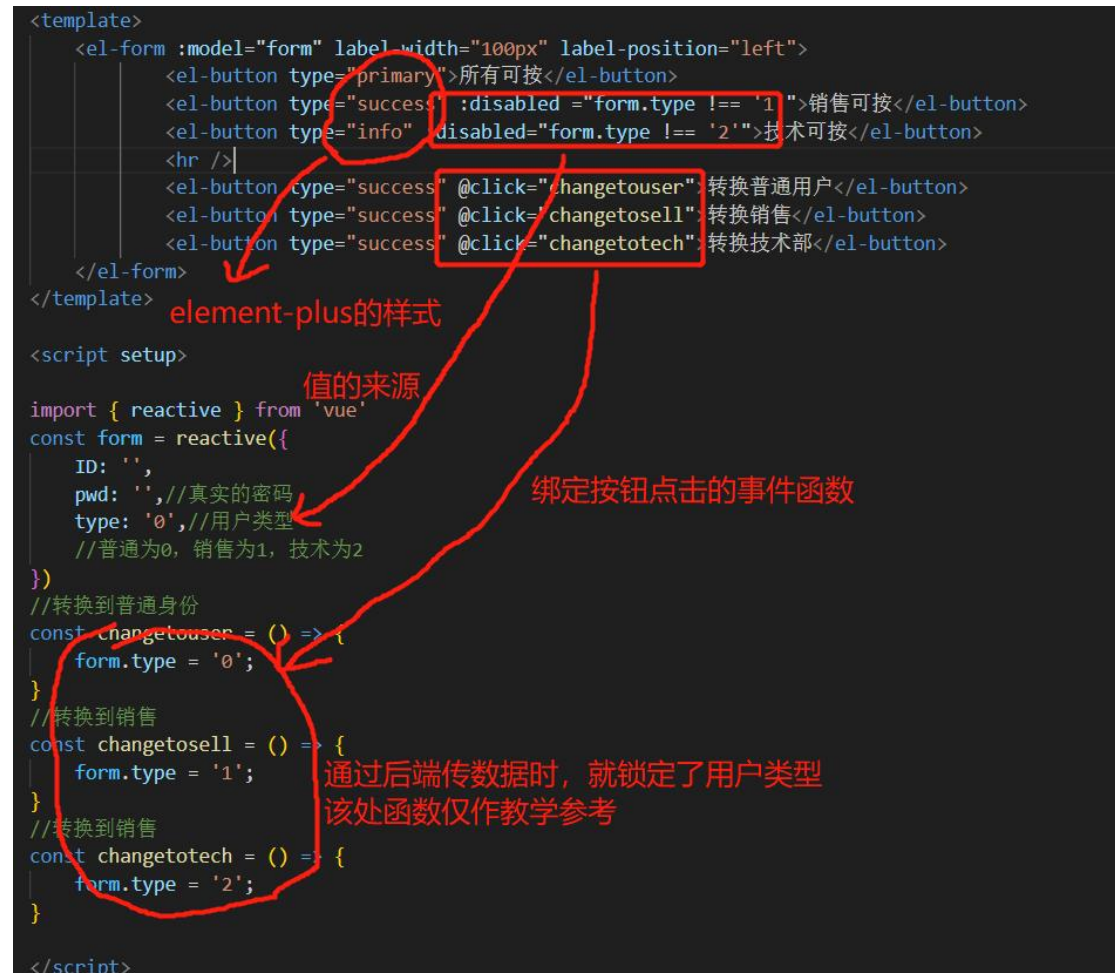 <template>
<el-form :model="form" label-width="100px" label-position="left">
<el-button type="primary">所有可按</el-button>
<el-button type="success" :disabled ="form.type !== '1'">销售可按</el-button>
<el-button type="info" :disabled="form.type !== '2'">技术可按</el-button>
<hr />
<el-button type="success" @click="changetouser">转换普通用户</el-button>
<el-button type="success" @click="changetosell">转换销售</el-button>
<el-button type="success" @click="changetotech">转换技术部</el-button>
</el-form>
</template>
element-plus的样式
<script setup>
值的来源
import { reactive } from 'vue'
const form = reactive({
ID: '',
pwd: '',//真实的密码
绑定按钮点击的事件函数
type: '0',//用户类型
//普通为0，销售为1，技术为2
})
//转换到普通身份
const changetouser = () => {
form.type = '0';
}
//转换到销售
const changetosell = () => {
form.type = '1';
通过后端传数据时，就锁定了用户类型
}
该处函数仅作教学参考
//转换到销售
const changetotech = () => {
form.type = '2';
}
</script>